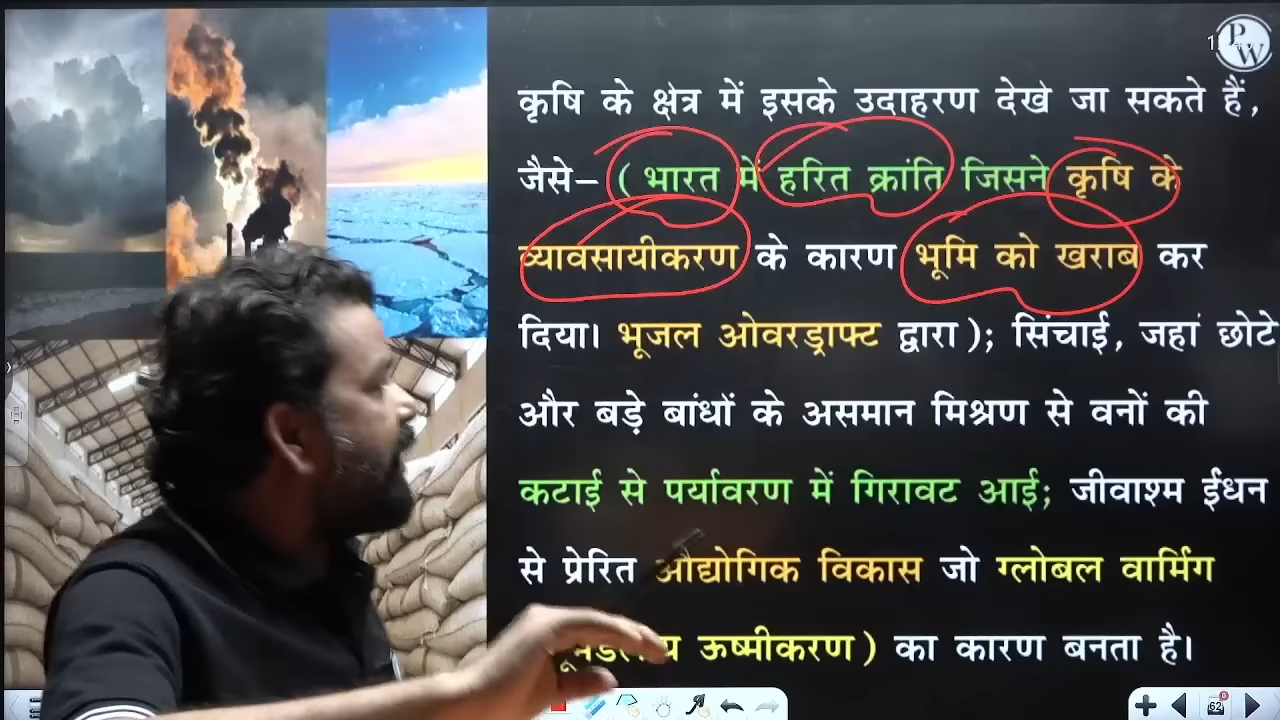 PW
कृषि के क्षेत्र में इसके उदाहरण देखे जा सकते हैं,
जैसे– (भारत में हरित क्रांति जिसने कृषि के
व्यावसायीकरण के कारण भूमि को खराब कर
दिया। भूजल ओवरड्राफ्ट द्वारा); सिंचाई, जहां छोटे
और बड़े बांधों के असमान मिश्रण से वनों की
कटाई से पर्यावरण में गिरावट आई; जीवाश्म ईंधन
से प्रेरित औद्योगिक विकास जो ग्लोबल वार्मिंग
ऊष्मीकरण) का कारण बनता है।
62